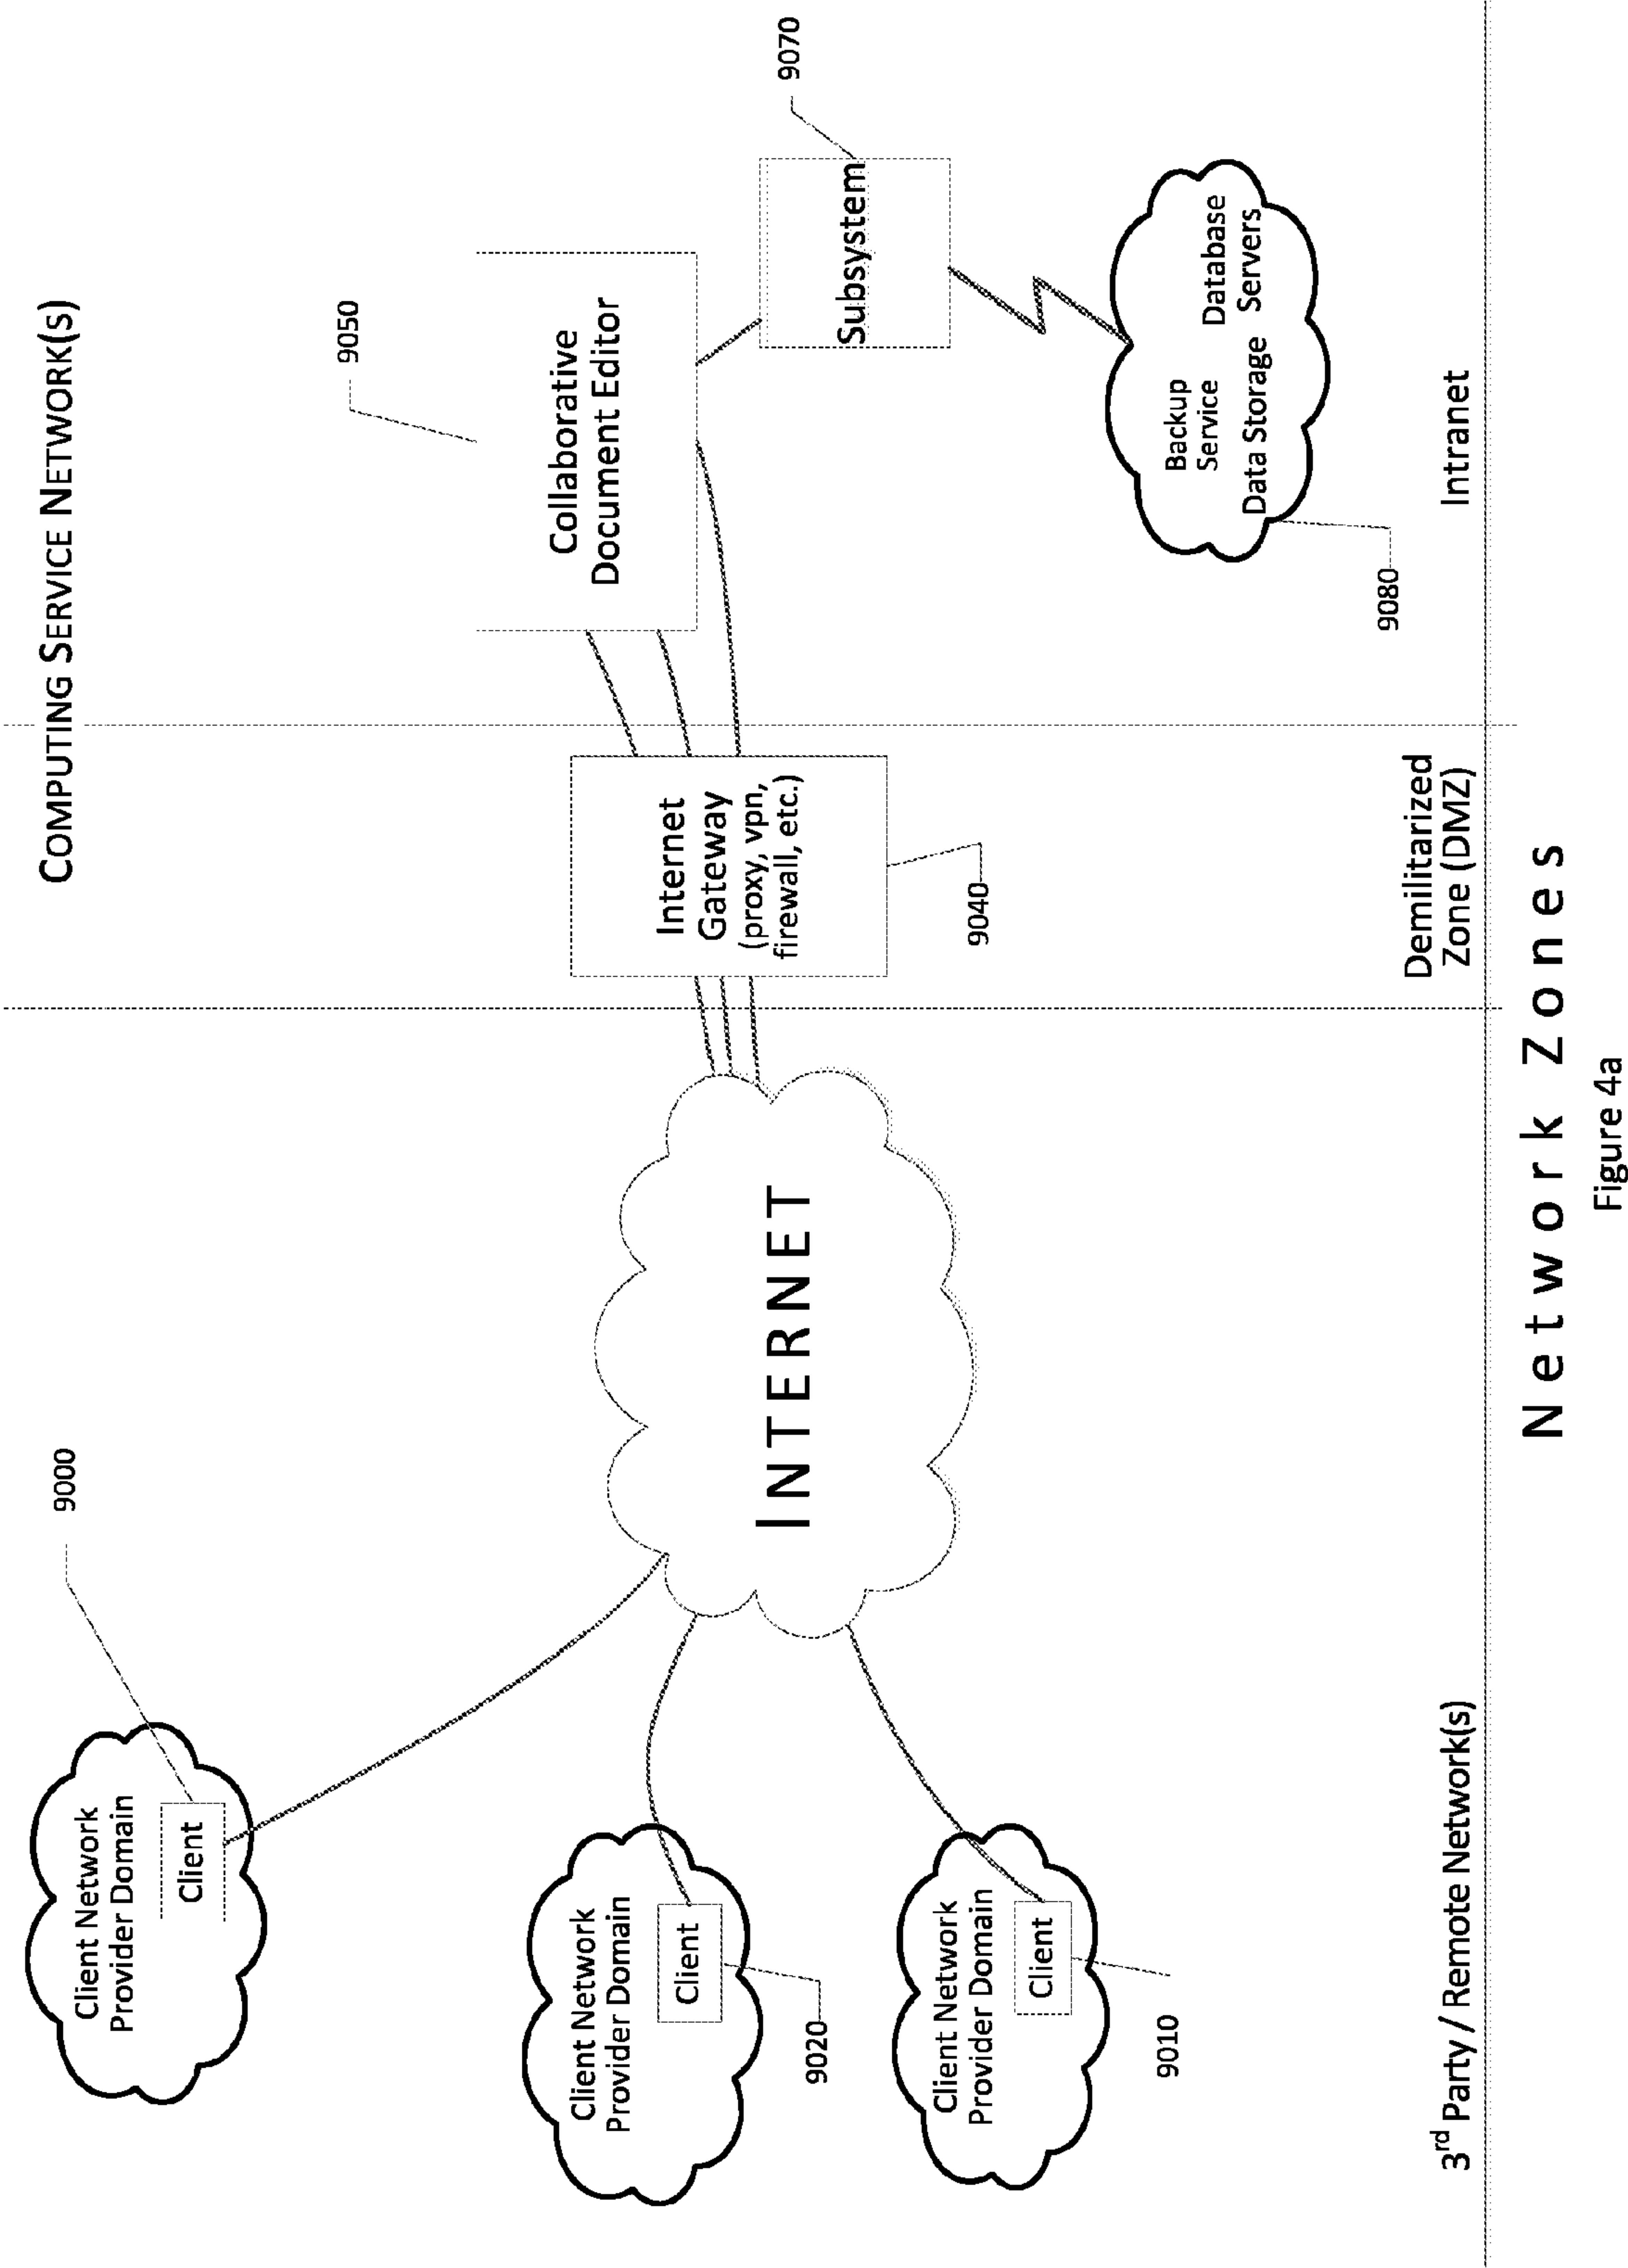 COMPUTING SERVICE NETWORK(S)
9000
Client Network
Provider Domain
Client
Client Network
Provider Domain
Client
9020
Client Network
Provider Domain
Client
9010
INTERNET
Internet
Gateway
(proxy, vpn,
firewall, etc.)
9040
9050
Collaborative
Document Editor
9070
Subsystem
Backup
Service
Data Storage
Database
Servers
9080
3rd Party / Remote Network(s)
Demilitarized
Zone (DMZ)
Intranet
Network Zones
Figure 4a